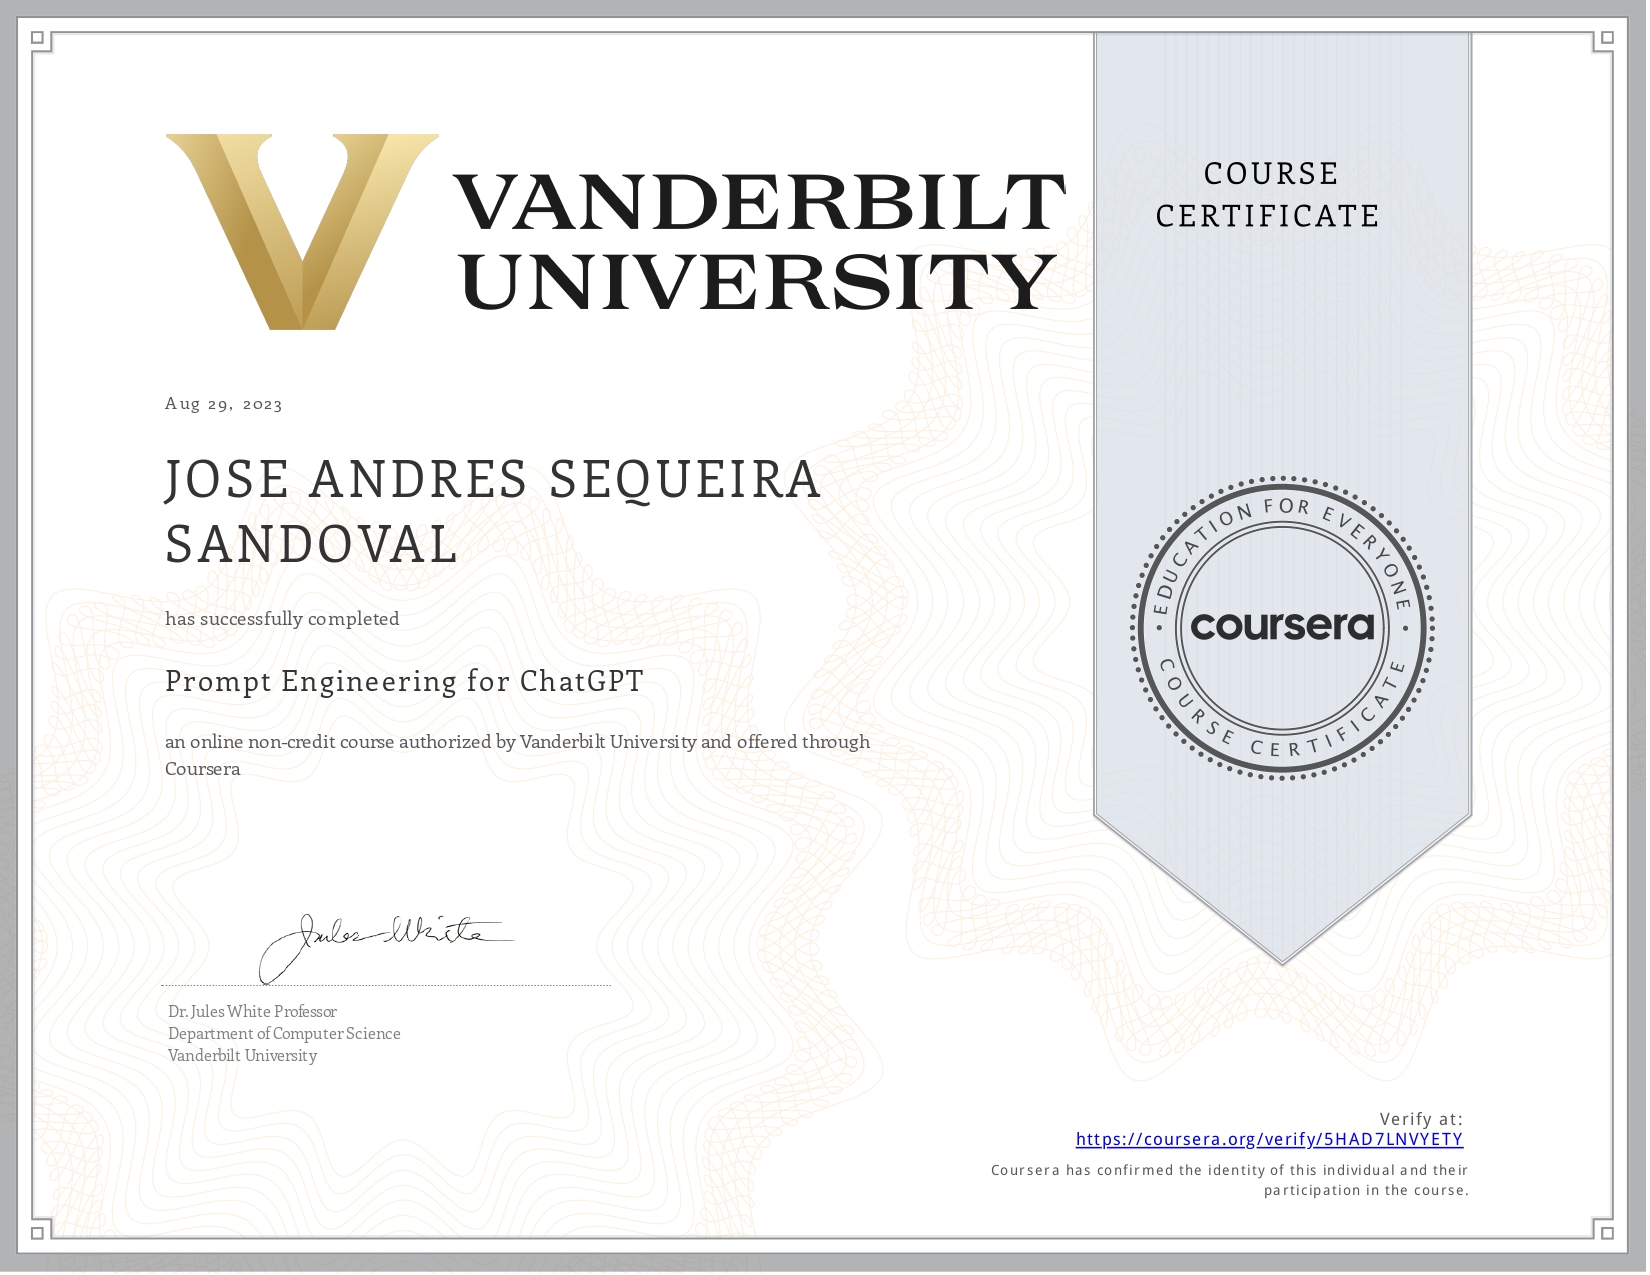 VANDERBILT
UNIVERSITY
COURSE
CERTIFICATE
Aug 29, 2023
JOSE ANDRES SEQUEIRA
SANDOVAL
has successfully completed
Prompt Engineering for ChatGPT
an online non-credit course authorized by Vanderbilt University and offered through
Coursera
EDUCATION FOR EVERYONE
coursera
COURSE CERTIFICATE
Jules White
Dr. Jules White Professor
Department of Computer Science
Vanderbilt University
Verify at:
https://coursera.org/verify/5HAD7LNVYETY
Coursera has confirmed the identity of this individual and their
participation in the course.